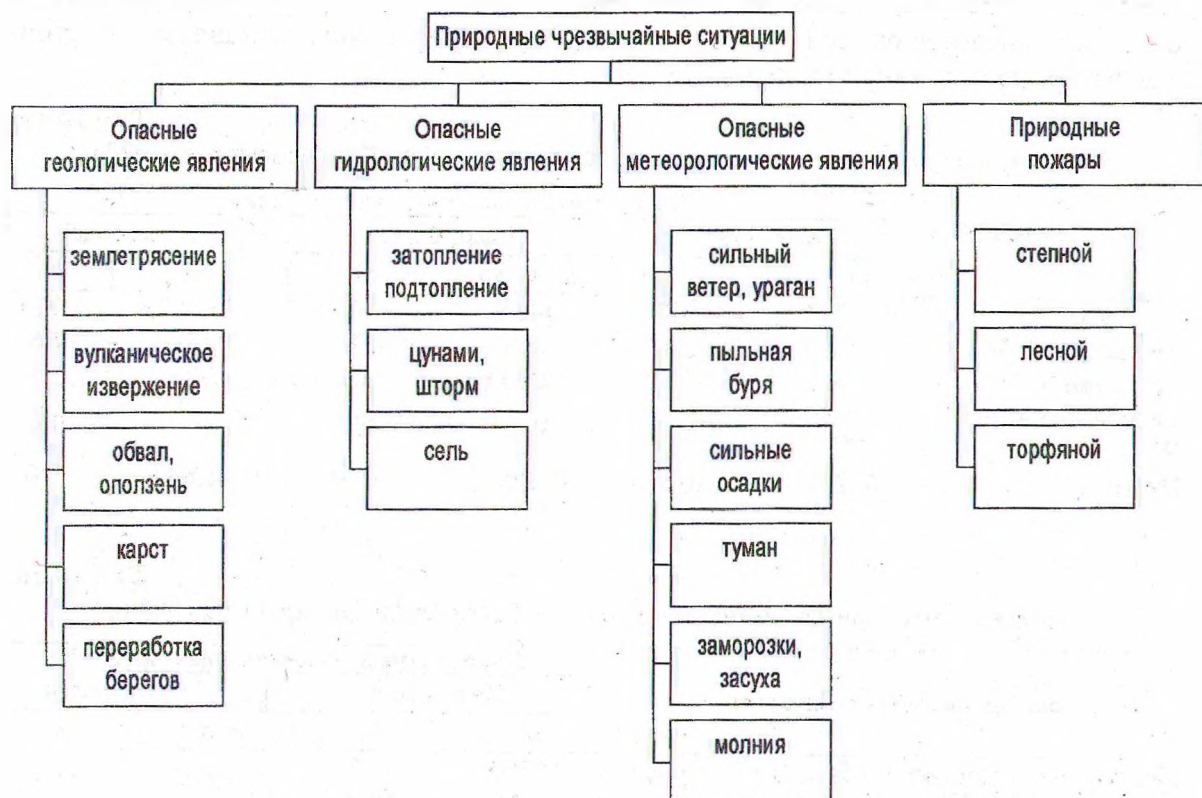 Природные чрезвычайные ситуации
Опасные
геологические явления
землетрясение
вулканическое
извержение
обвал,
оползень
карст
переработка
берегов
Опасные
гидрологические явления
затопление
подтопление
цунами,
шторм
сель
Опасные
метеорологические явления
сильный
ветер, ураган
пыльная
буря
сильные
осадки
туман
заморозки,
засуха
молния
Природные
пожары
степной
лесной
торфяной